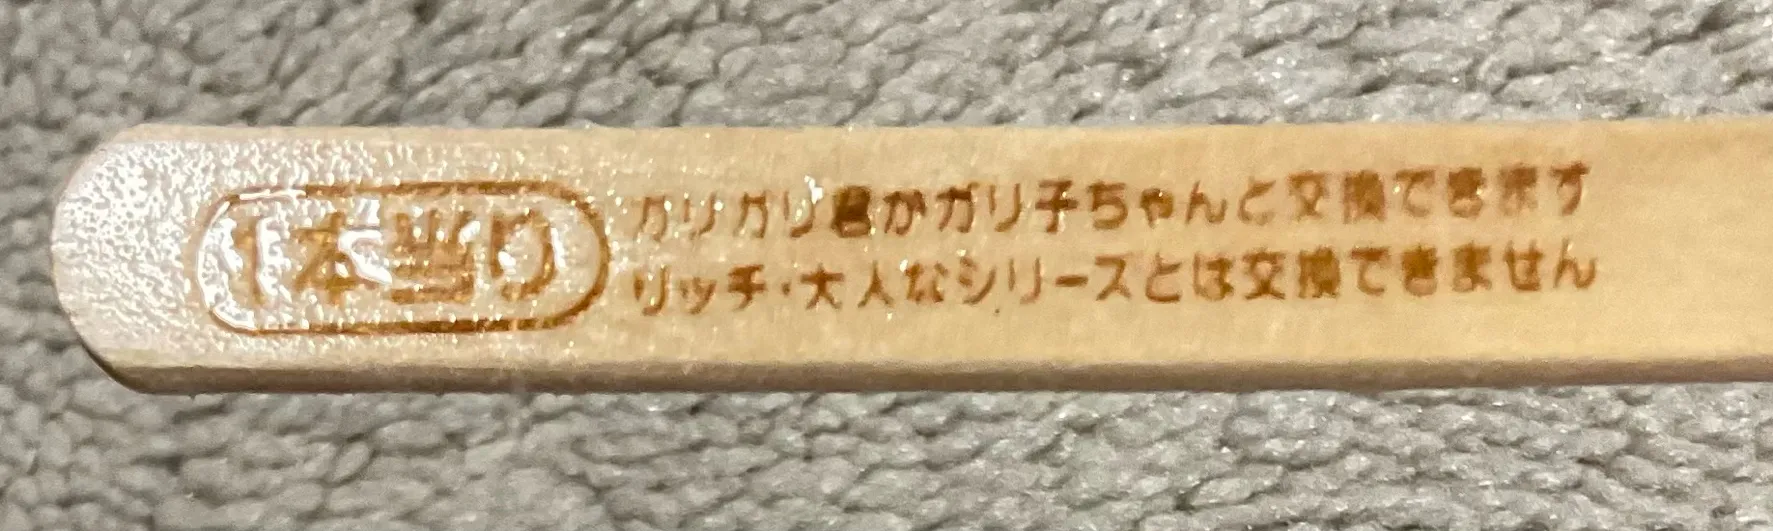 1本当り
ガリガリ君かガリ子ちゃんと交換できます
リッチ・大人なシリーズとは交換できません